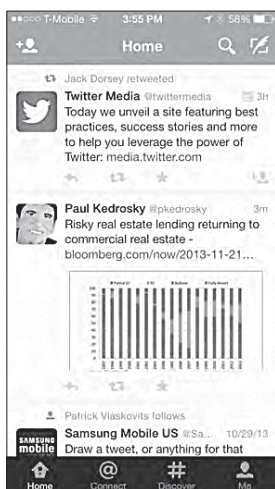 T-Mobile 3:55 PM 58%
Home
Jack Dorsey retweeted
Twitter Media @twittermedia 3h
Today we unveil a site featuring best
practices, success stories and more
to help you leverage the power of
Twitter: media.twitter.com
Paul Kedrosky @pkedrosky 3m
Risky real estate lending returning to
commercial real estate -
bloomberg.com/now/2013-11-21...
Patrick Vlaskovits follows
SAMSUNG
mobile
Samsung Mobile US @Sa... 10/29/13
Draw a tweet, or anything for that
Home Connect Discover Me